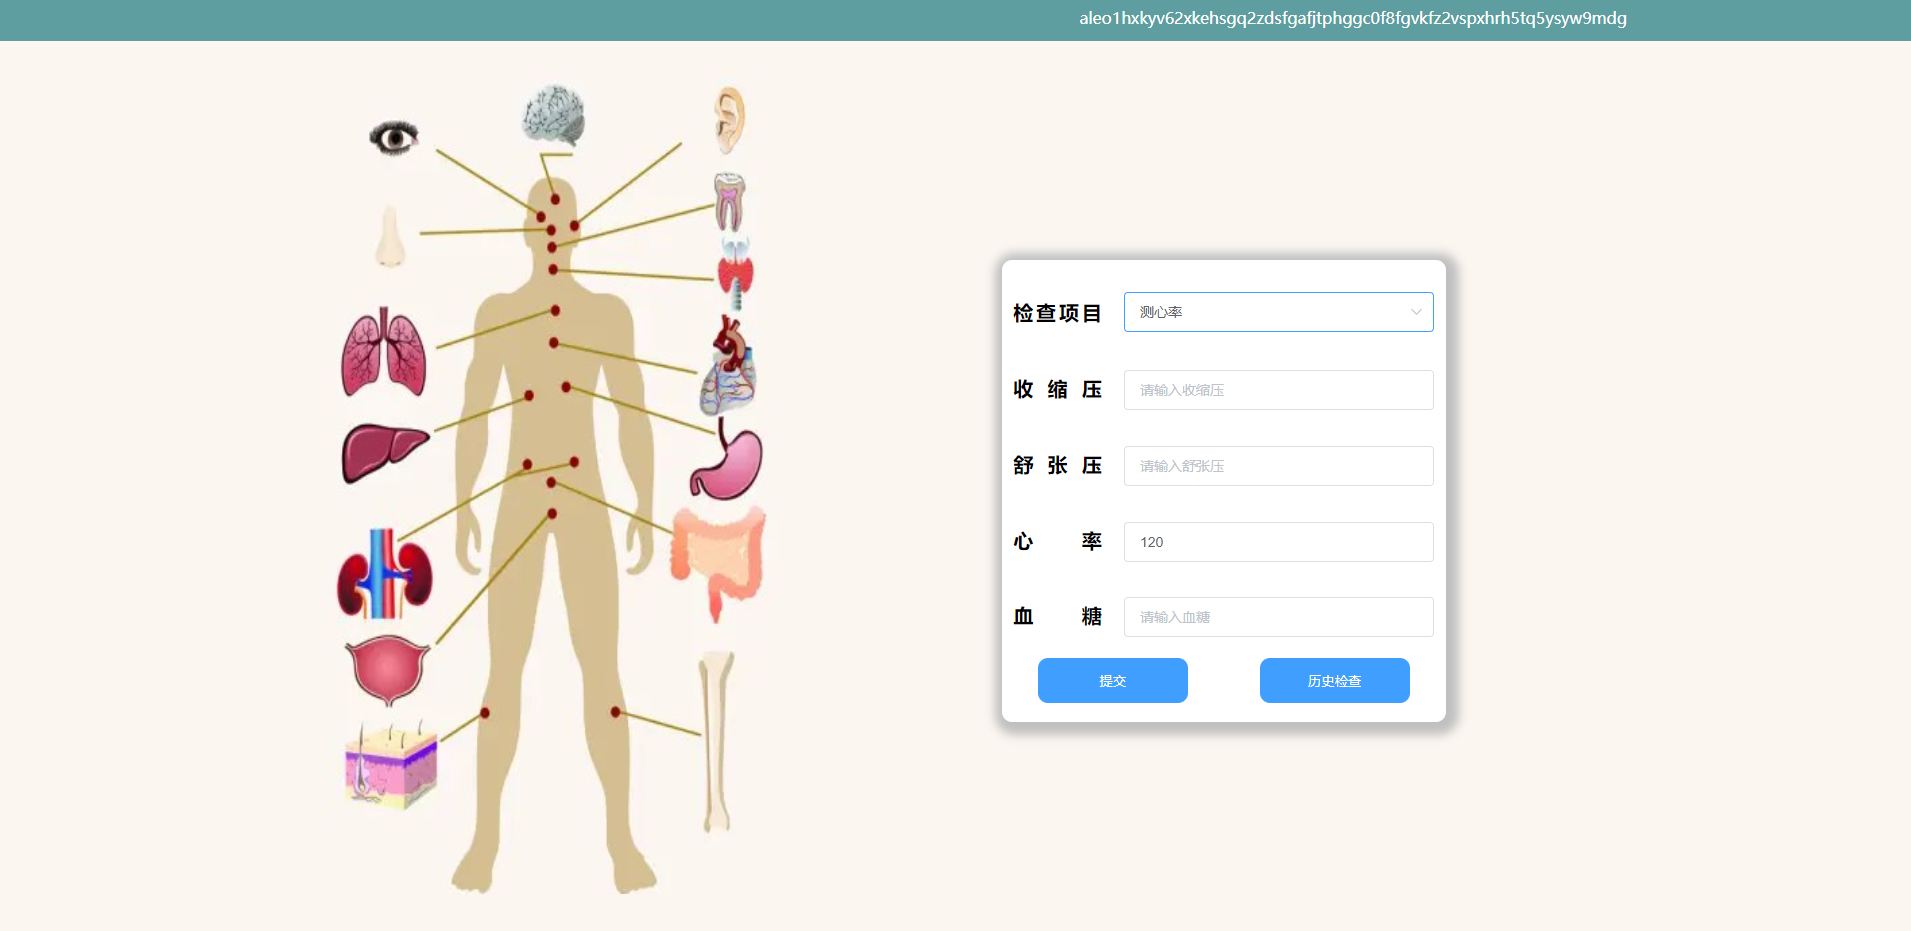 aleo1hxkyv62xkehsgq2zdsfgafjtphggc0f8fgvkfz2vspxhrh5tq5ysyw9mdg
检查项目 测心率
收缩压 请输入收缩压
舒张压 请输入舒张压
心率 120
血糖 请输入血糖
提交 历史检查